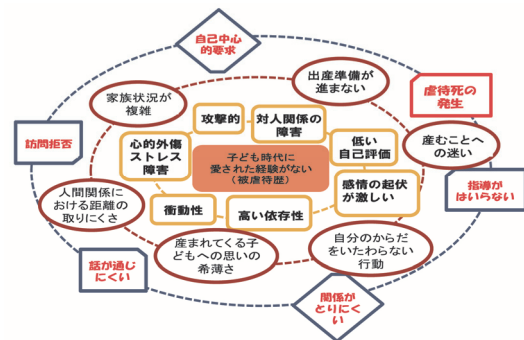 自己中心
的要求
出産準備が
進まない
家族状況が
複雑
虐待死の
発生
攻撃的
対人関係の
障害
訪問拒否
心的外傷
ストレス
障害
低い
自己評価
産むことへ
の迷い
子ども時代に
愛された経験がない
(被虐待歴)
指導が
はいらない
人間関係に
おける距離の
取りにくさ
衝動性
高い依存性
感情の起伏
が激しい
産まれてくる子
どもへの思いの
希薄さ
自分のからだ
をいたわらない
行動
話が通じ
にくい
関係が
とりにく
い